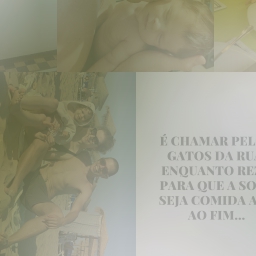 É CHAMAR PEL
GATOS DA RU
ENQUANTO RE
PARA QUE A SO
SEJA COMIDA A
AO FIM...